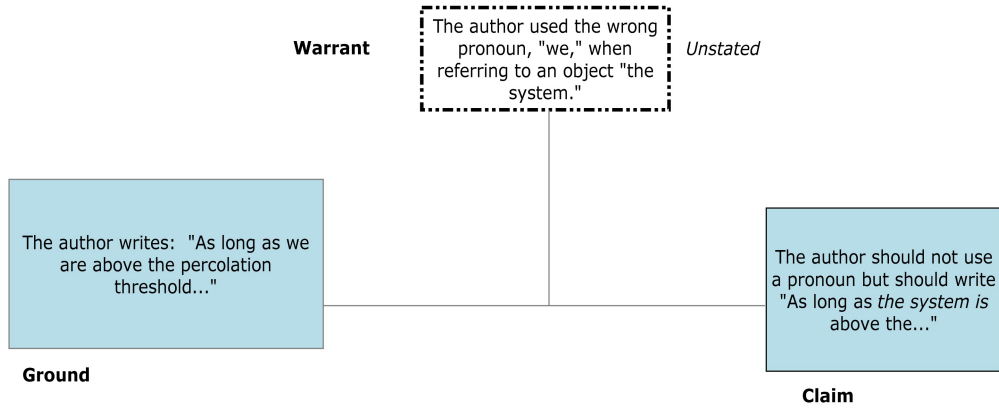 Warrant
The author used the wrong
pronoun, "we," when
referring to an object "the
system."
Unstated
The author writes:  "As long as we
are above the percolation
threshold..."
Ground
The author should not use
a pronoun but should write
"As long as the system is
above the..."
Claim